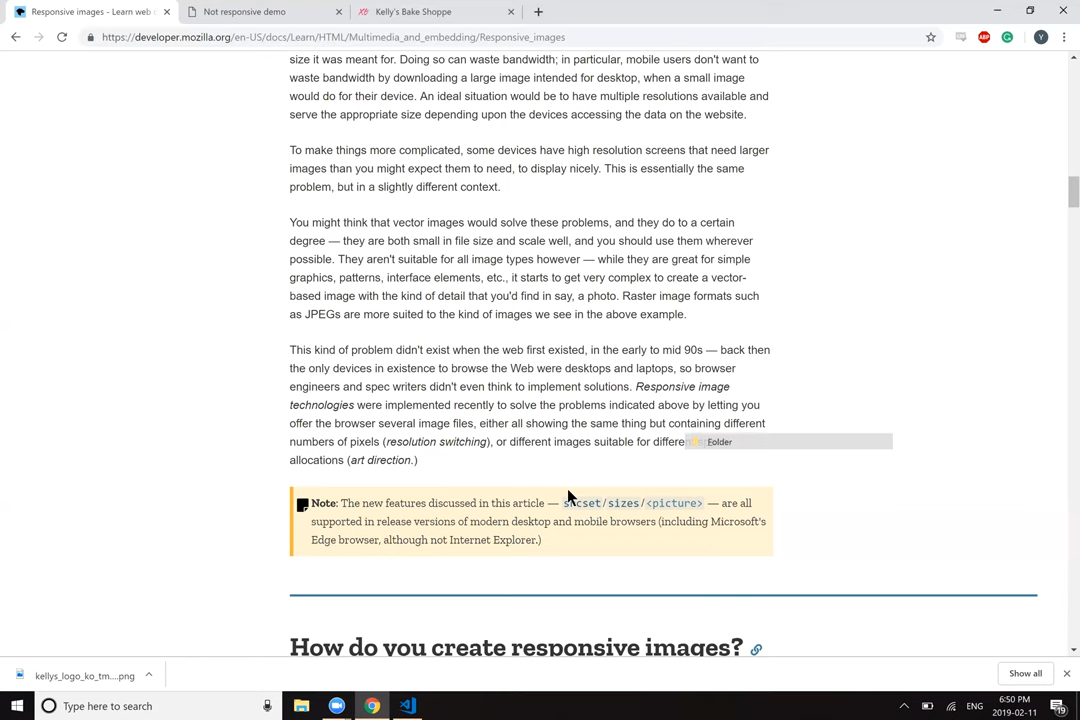 Responsive images - Learn web
Not responsive demo
Kelly's Bake Shoppe
https://developer.mozilla.org/en-US/docs/Learn/HTML/Multimedia_and_embedding/Responsive_images
ABP
Y
size it was meant for. Doing so can waste bandwidth; in particular, mobile users don't want to
waste bandwidth by downloading a large image intended for desktop, when a small image
would do for their device. An ideal situation would be to have multiple resolutions available and
serve the appropriate size depending upon the devices accessing the data on the website.
To make things more complicated, some devices have high resolution screens that need larger
images than you might expect them to need, to display nicely. This is essentially the same
problem, but in a slightly different context.
You might think that vector images would solve these problems, and they do to a certain
degree — they are both small in file size and scale well, and you should use them wherever
possible. They aren't suitable for all image types however — while they are great for simple
graphics, patterns, interface elements, etc., it starts to get very complex to create a vector-
based image with the kind of detail that you'd find in say, a photo. Raster image formats such
as JPEGs are more suited to the kind of images we see in the above example.
This kind of problem didn't exist when the web first existed, in the early to mid 90s — back then
the only devices in existence to browse the Web were desktops and laptops, so browser
engineers and spec writers didn't even think to implement solutions. Responsive image
technologies were implemented recently to solve the problems indicated above by letting you
offer the browser several image files, either all showing the same thing but containing different
numbers of pixels (resolution switching), or different images suitable for differen Folder
allocations (art direction.)
Note: The new features discussed in this article — srcset/sizes/<picture> — are all
supported in release versions of modern desktop and mobile browsers (including Microsoft's
Edge browser, although not Internet Explorer.)
How do you create responsive images?
kellys_logo_ko_tm....png
Show all
Type here to search
ENG
6:50 PM
2019-02-11
19